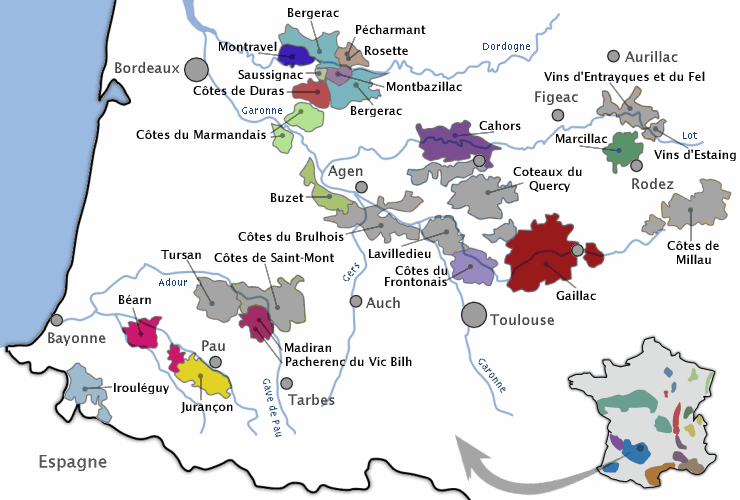 Bergerac
Pécharmant
Montravel
Rosette
Dordogne
Bordeaux
Saussignac
Montbazillac
Côtes de Duras
Bergerac
Garonne
Côtes du Marmandais
Aurillac
Vins d'Entrayques et du Fel
Figeac
Cahors
Lot
Marcillac
Vins d'Estaing
Rodez
Agen
Coteaux du
Quercy
Buzet
Côtes du Brulhois
Lavilledieu
Côtes du
Frontonais
Côtes de
Millau
Gaillac
Tursan
Côtes de Saint-Mont
Adour
Gers
Auch
Toulouse
Béarn
Bayonne
Pau
Madiran
Pacherenc du Vic Bilh
Garonne
Irouléguy
Jurançon
Gave de Pau
Tarbes
Espagne